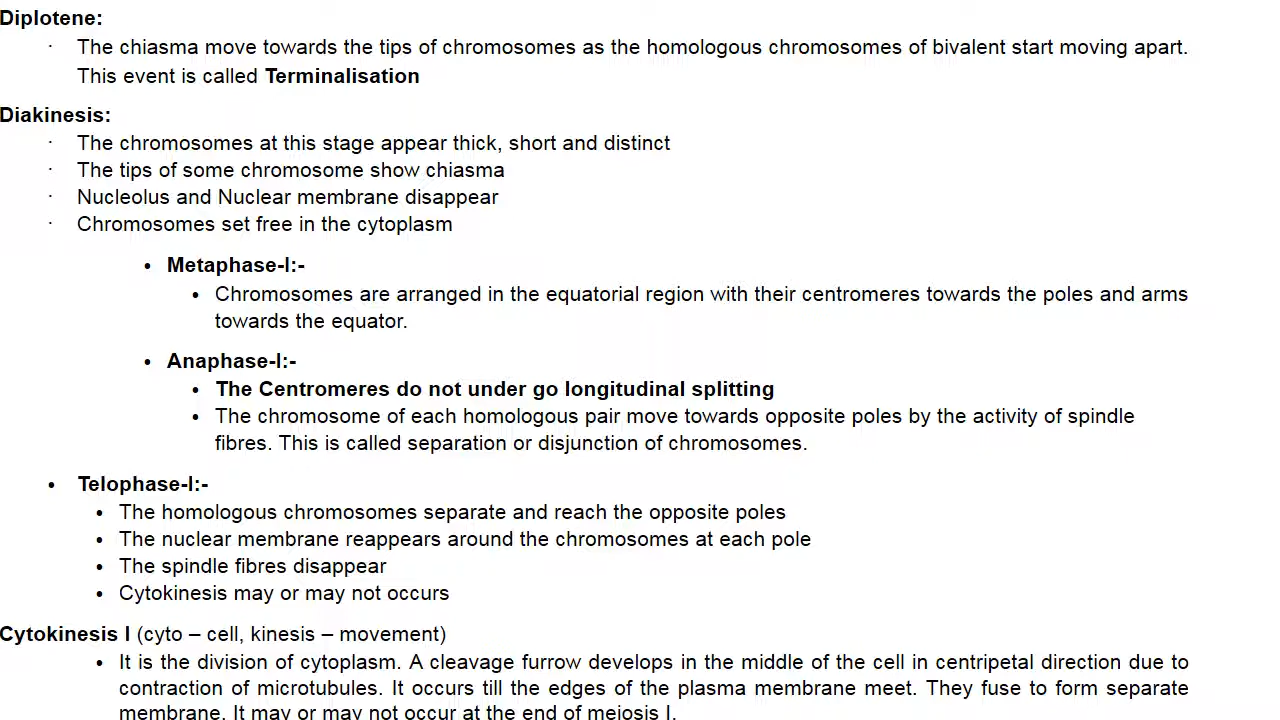 Diplotene:
· The chiasma move towards the tips of chromosomes as the homologous chromosomes of bivalent start moving apart.
This event is called Terminalisation
Diakinesis:
· The chromosomes at this stage appear thick, short and distinct
· The tips of some chromosome show chiasma
· Nucleolus and Nuclear membrane disappear
· Chromosomes set free in the cytoplasm
• Metaphase-I:-
• Chromosomes are arranged in the equatorial region with their centromeres towards the poles and arms
towards the equator.
• Anaphase-I:-
• The Centromeres do not under go longitudinal splitting
• The chromosome of each homologous pair move towards opposite poles by the activity of spindle
fibres. This is called separation or disjunction of chromosomes.
• Telophase-I:-
• The homologous chromosomes separate and reach the opposite poles
• The nuclear membrane reappears around the chromosomes at each pole
• The spindle fibres disappear
• Cytokinesis may or may not occurs
Cytokinesis I (cyto – cell, kinesis – movement)
• It is the division of cytoplasm. A cleavage furrow develops in the middle of the cell in centripetal direction due to
contraction of microtubules. It occurs till the edges of the plasma membrane meet. They fuse to form separate
membrane. It may or may not occur at the end of meiosis I.